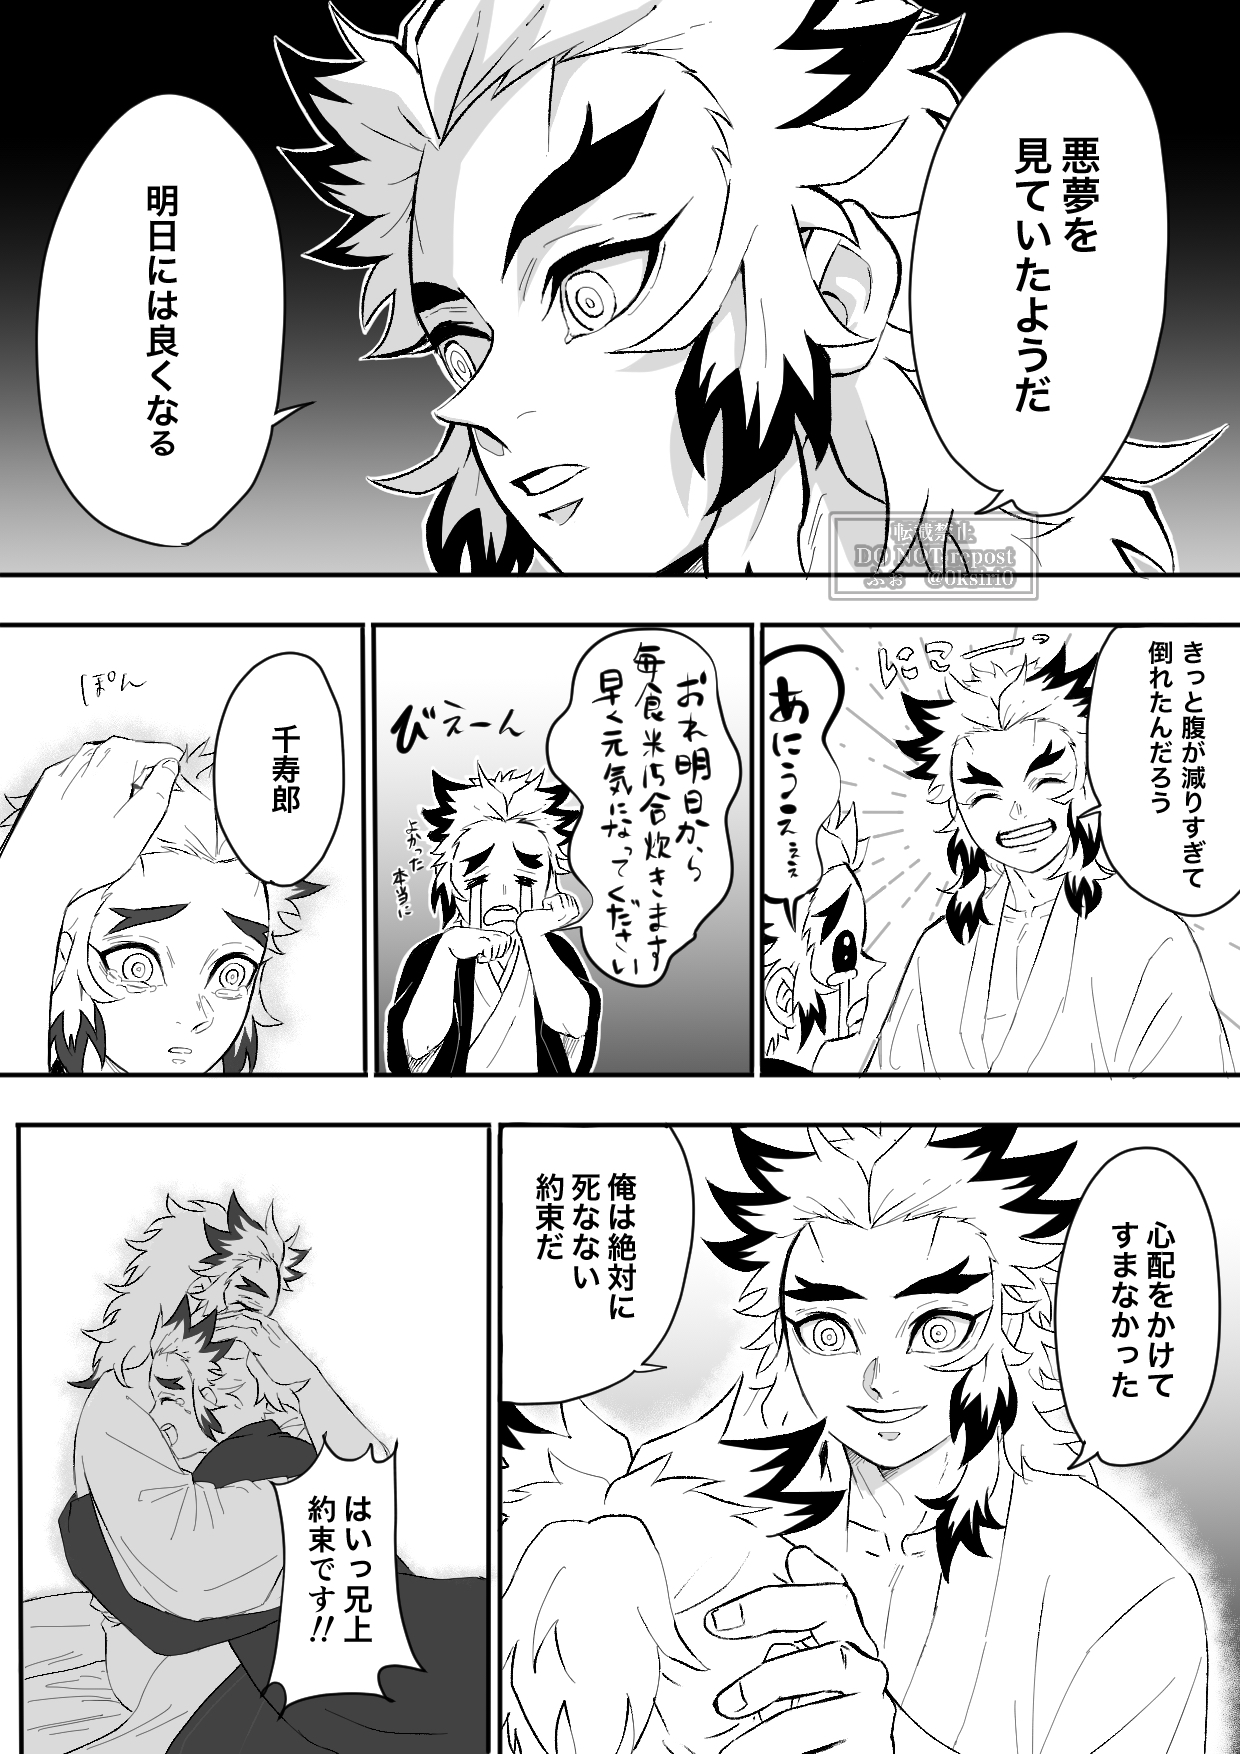 悪夢を
見ていたようだ
明日には良くなる
転載禁止
DO NOT repost
ふぉ @0ksiri0
きっと腹が減りすぎて
倒れたんだろう
にこーっ
あにうえぇぇ
おれ明日から
毎食米15合炊きます
早く元気になってください
びえーん
よかった
本当に
千寿郎
ぽん
心配をかけて
すまなかった
俺は絶対に
死なない
約束だ
はいっ兄上
約束です!!